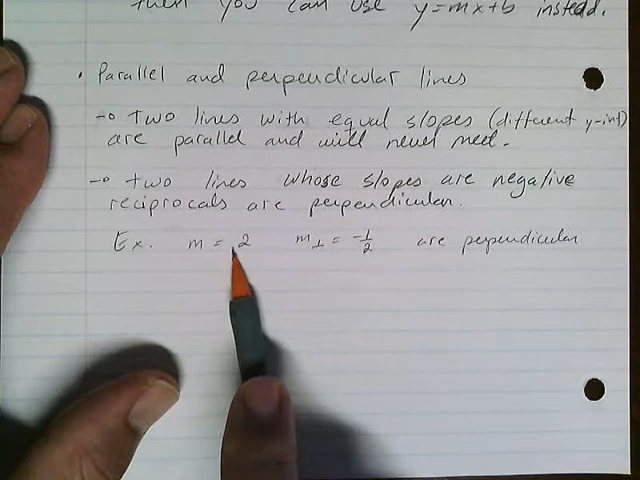 then you can use y=mx+b instead.
• Parallel and perpendicular lines
→ Two lines with equal slopes (different y-int)
are parallel and will never meet.
→ two lines whose slopes are negative
reciprocals are perpendicular.
Ex. m = 2 m⊥ = -1/2 are perpendicular